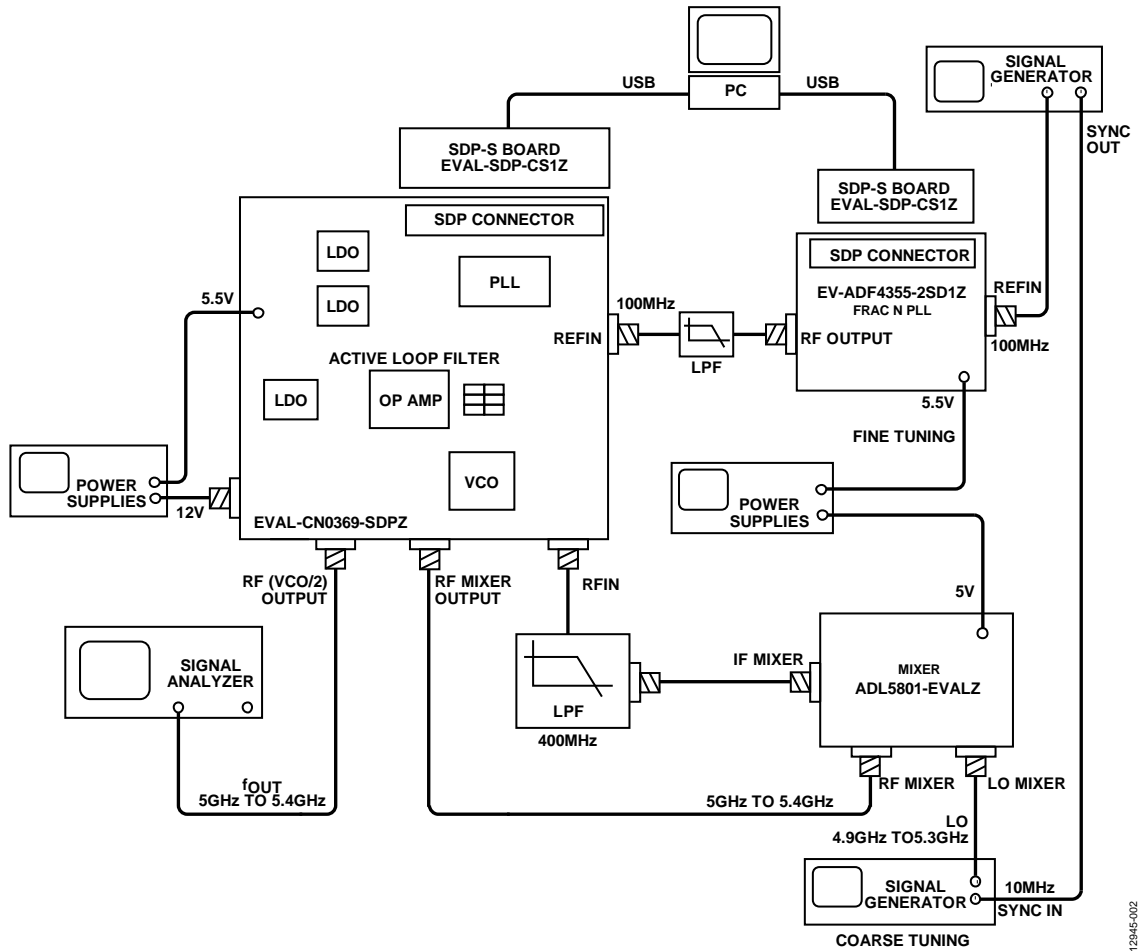 USB
PC
USB
SIGNAL
GENERATOR
SYNC
OUT
SDP-S BOARD
EVAL-SDP-CS1Z
SDP-S BOARD
EVAL-SDP-CS1Z
SDP CONNECTOR
LDO
PLL
LDO
5.5V
ACTIVE LOOP FILTER
LDO
OP AMP
VCO
EVAL-CN0369-SDPZ
REFIN
100MHz
LPF
SDP CONNECTOR
EV-ADF4355-2SD1Z
FRAC N PLL
RF OUTPUT
REFIN
100MHz
5.5V
FINE TUNING
POWER
SUPPLIES
12V
POWER
SUPPLIES
5V
RF (VCO/2)
OUTPUT
RF MIXER
OUTPUT
RFIN
SIGNAL
ANALYZER
LPF
400MHz
IF MIXER
MIXER
ADL5801-EVALZ
RF MIXER
LO MIXER
fOUT
5GHz TO 5.4GHz
5GHz TO 5.4GHz
LO
4.9GHz TO5.3GHz
SIGNAL
GENERATOR
10MHz
SYNC IN
COARSE TUNING
12945-002